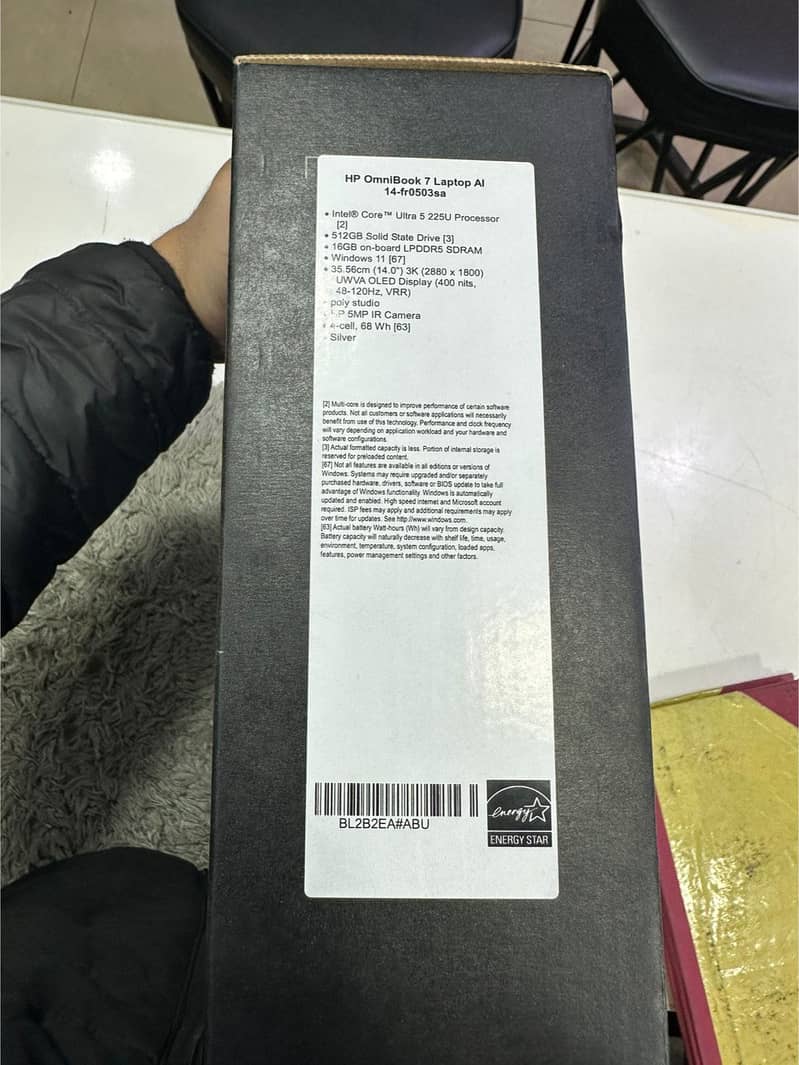 HP OmniBook 7 Laptop AI
14-fr0503sa
• Intel® Core™ Ultra 5 225U Processor
[2]
• 512GB Solid State Drive [3]
• 16GB on-board LPDDR5 SDRAM
• Windows 11 [67]
• 35.56cm (14.0") 3K (2880 x 1800)
UWVA OLED Display (400 nits,
48-120Hz, VRR)
• poly studio
• HP 5MP IR Camera
• 4-cell, 68 Wh [63]
• Silver
[2] Multi-core is designed to improve performance of certain software
products. Not all customers or software applications will necessarily
benefit from use of this technology. Performance and clock frequency
will vary depending on application workload and your hardware and
software configurations.
[3] Actual formatted capacity is less. Portion of internal storage is
reserved for preloaded content.
[67] Not all features are available in all editions or versions of
Windows. Systems may require upgraded and/or separately
purchased hardware, drivers, software or BIOS update to take full
advantage of Windows functionality. Windows is automatically
updated and enabled. High speed internet and Microsoft account
required. ISP fees may apply and additional requirements may apply
over time for updates. See http://www.windows.com.
[63] Actual battery Watt-hours (Wh) will vary from design capacity.
Battery capacity will naturally decrease with shelf life, time, usage,
environment, temperature, system configuration, loaded apps,
features, power management settings and other factors.
BL2B2EA#ABU
energy
ENERGY STAR